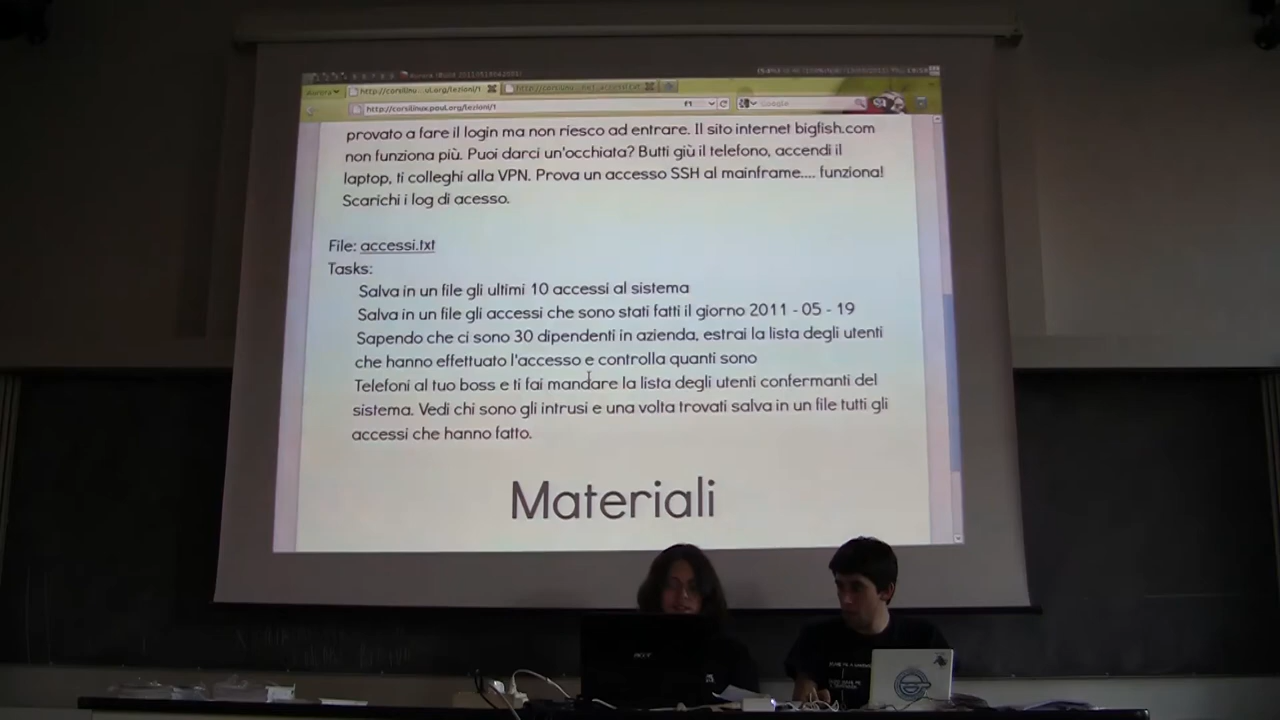 http://corsilinux.poul.org/lezioni/1
Google
provato a fare il login ma non riesco ad entrare. Il sito internet bigfish.com
non funziona più. Puoi darci un'occhiata? Butti giù il telefono, accendi il
laptop, ti colleghi alla VPN. Prova un accesso SSH al mainframe.... funziona!
Scarichi i log di acesso.
File: accessi.txt
Tasks:
Salva in un file gli ultimi 10 accessi al sistema
Salva in un file gli accessi che sono stati fatti il giorno 2011 - 05 - 19
Sapendo che ci sono 30 dipendenti in azienda, estrai la lista degli utenti
che hanno effettuato l'accesso e controlla quanti sono
Telefoni al tuo boss e ti fai mandare la lista degli utenti confermanti del
sistema. Vedi chi sono gli intrusi e una volta trovati salva in un file tutti gli
accessi che hanno fatto.
Materiali
acer